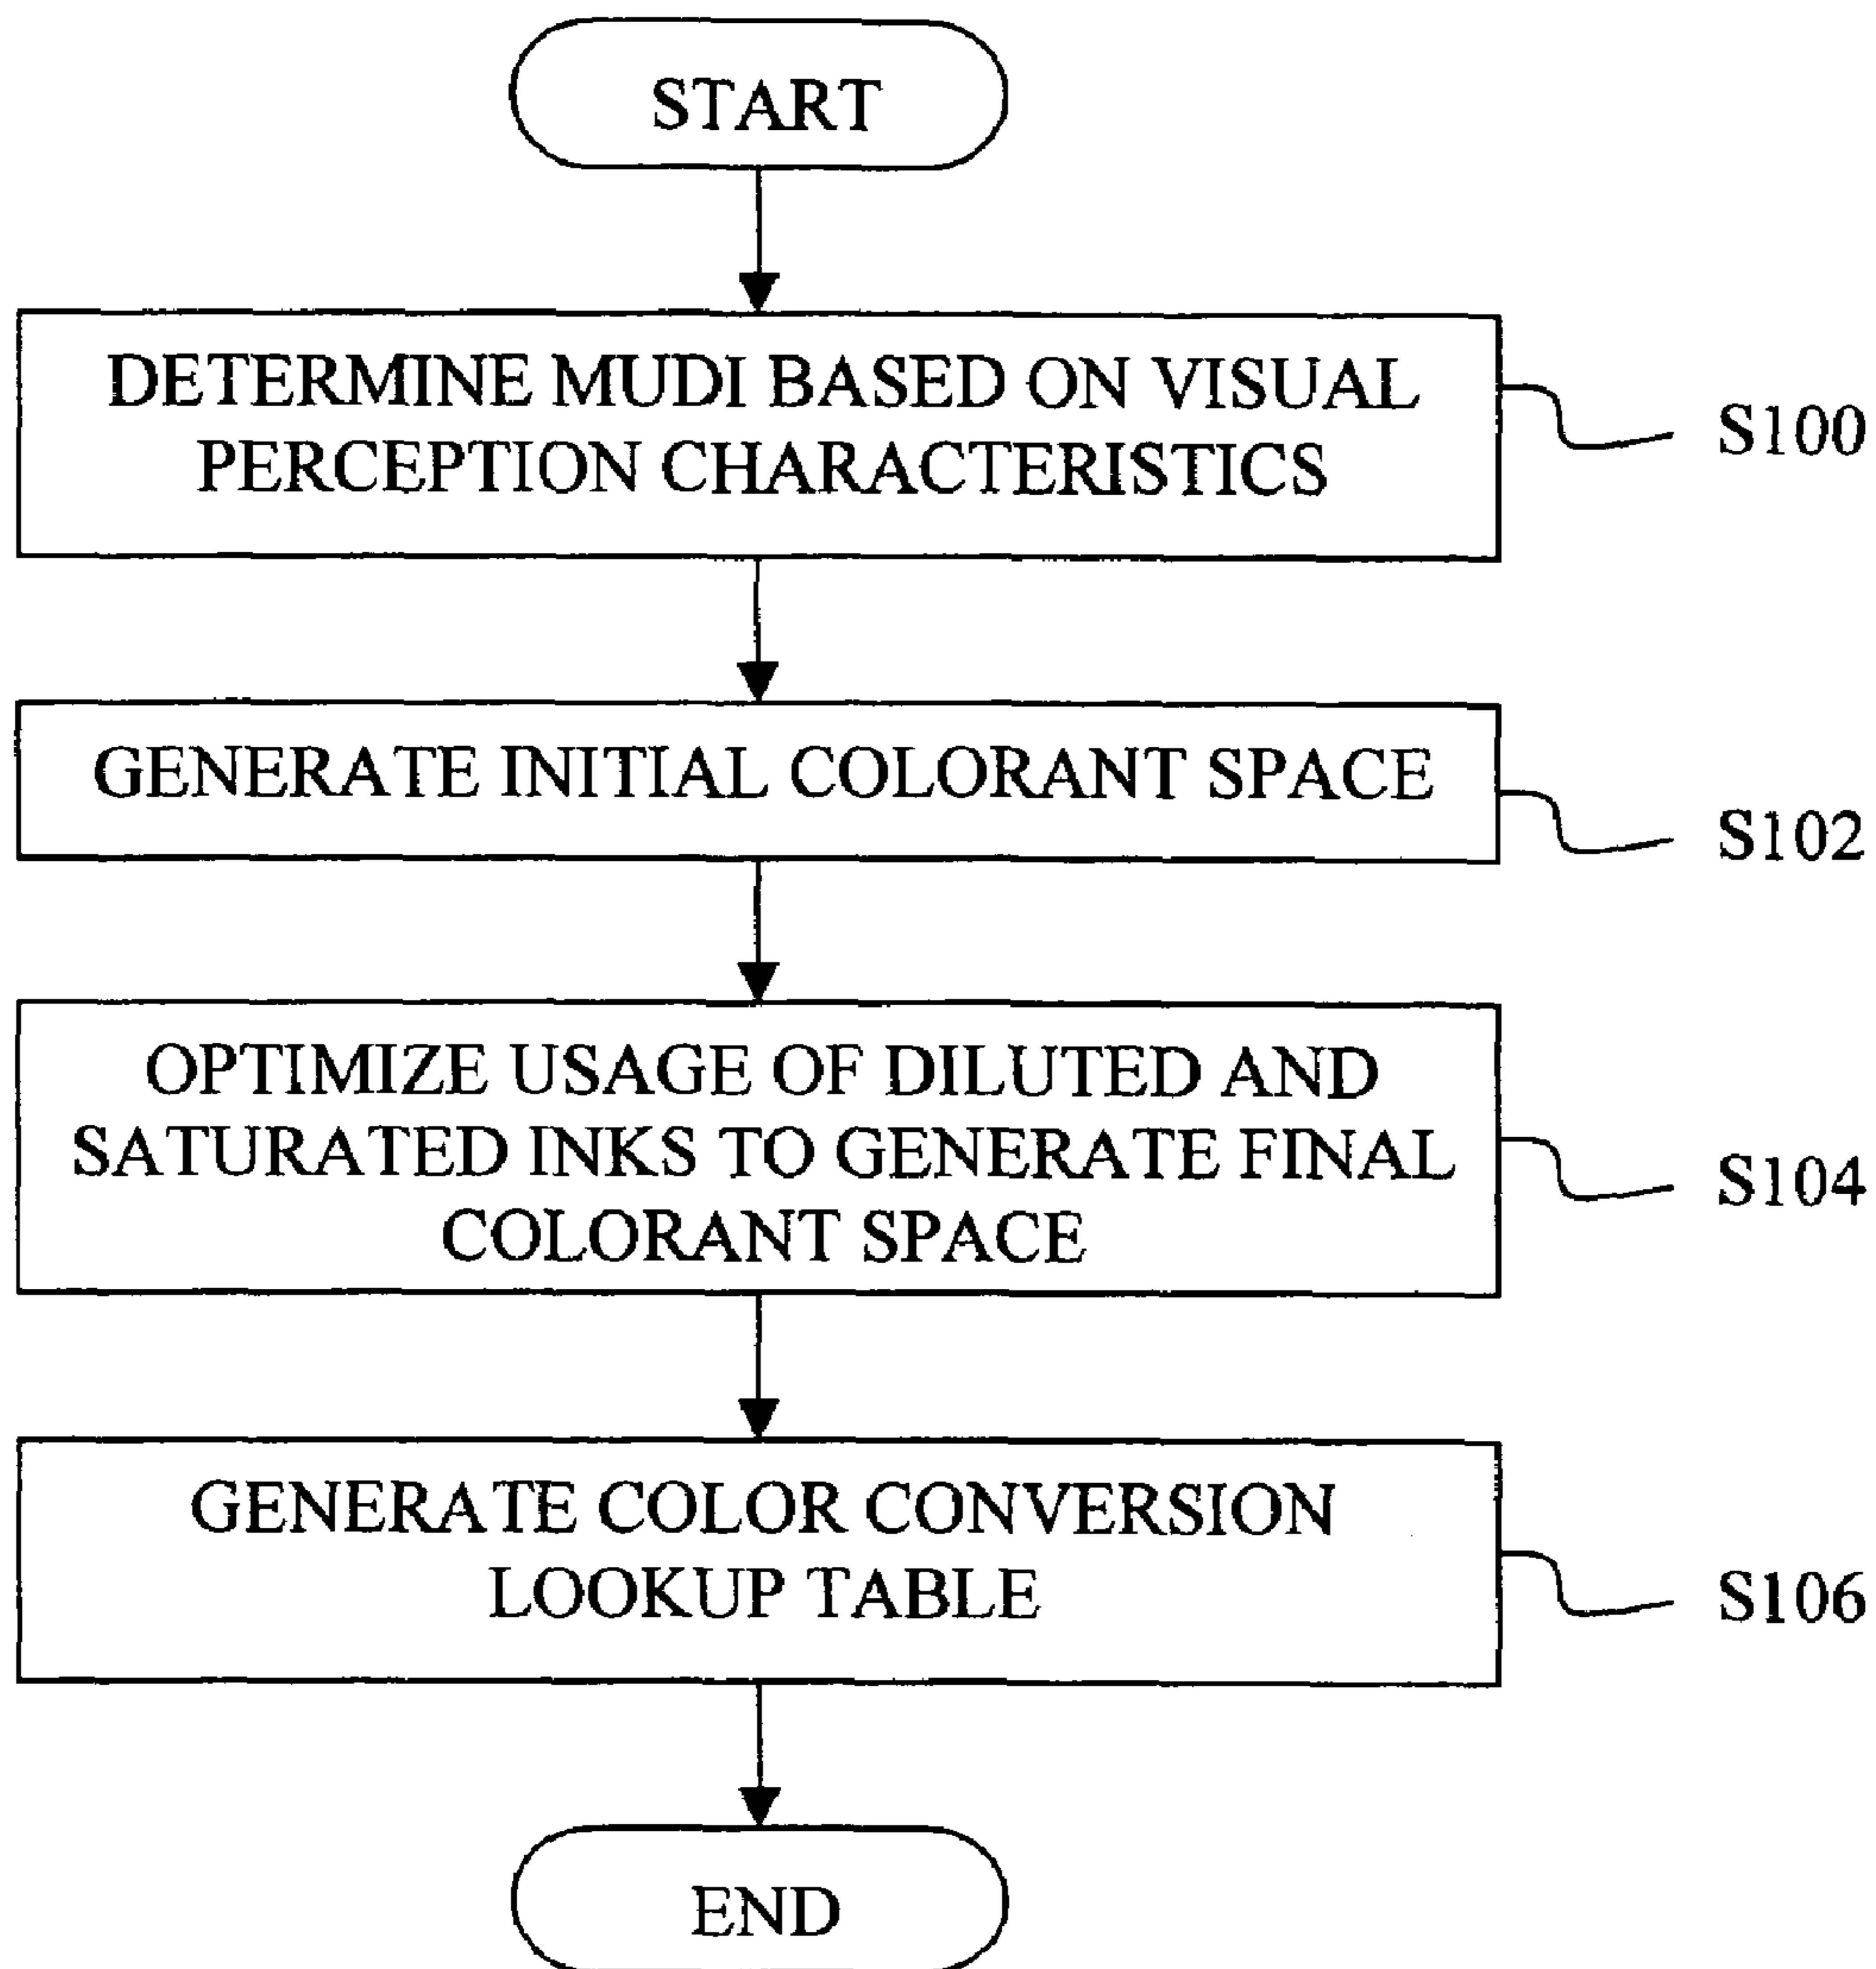 START
DETERMINE MUDI BASED ON VISUAL
PERCEPTION CHARACTERISTICS
S100
GENERATE INITIAL COLORANT SPACE
S102
OPTIMIZE USAGE OF DILUTED AND
SATURATED INKS TO GENERATE FINAL
COLORANT SPACE
S104
GENERATE COLOR CONVERSION
LOOKUP TABLE
S106
END